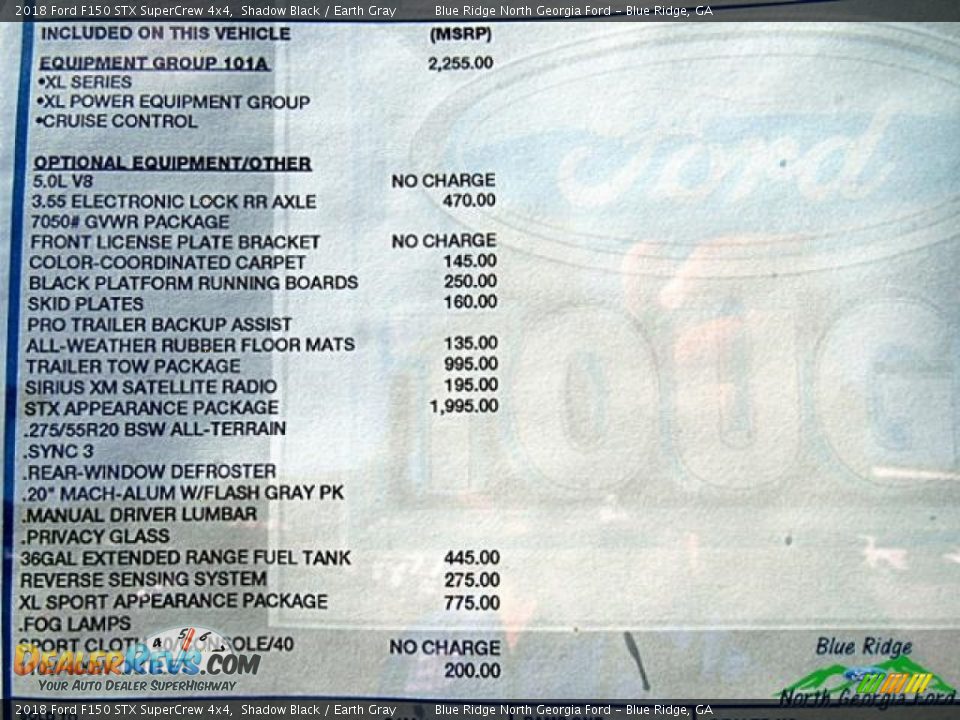 2018 Ford F150 STX SuperCrew 4x4, Shadow Black / Earth Gray Blue Ridge North Georgia Ford - Blue Ridge, GA
INCLUDED ON THIS VEHICLE (MSRP)
EQUIPMENT GROUP 101A 2,255.00
•XL SERIES
•XL POWER EQUIPMENT GROUP
•CRUISE CONTROL
OPTIONAL EQUIPMENT/OTHER
5.0L V8 NO CHARGE
3.55 ELECTRONIC LOCK RR AXLE 470.00
7050# GVWR PACKAGE
FRONT LICENSE PLATE BRACKET NO CHARGE
COLOR-COORDINATED CARPET 145.00
BLACK PLATFORM RUNNING BOARDS 250.00
SKID PLATES 160.00
PRO TRAILER BACKUP ASSIST
ALL-WEATHER RUBBER FLOOR MATS 135.00
TRAILER TOW PACKAGE 995.00
SIRIUS XM SATELLITE RADIO 195.00
STX APPEARANCE PACKAGE 1,995.00
.275/55R20 BSW ALL-TERRAIN
.SYNC 3
.REAR-WINDOW DEFROSTER
.20" MACH-ALUM W/FLASH GRAY PK
.MANUAL DRIVER LUMBAR
.PRIVACY GLASS
36GAL EXTENDED RANGE FUEL TANK 445.00
REVERSE SENSING SYSTEM 275.00
XL SPORT APPEARANCE PACKAGE 775.00
.FOG LAMPS
SPORT CLOTH 40/CONSOLE/40 NO CHARGE
200.00
Ford
DealerRevs.com
Your Auto Dealer SuperHighway
Blue Ridge
North Georgia Ford
2018 Ford F150 STX SuperCrew 4x4, Shadow Black / Earth Gray Blue Ridge North Georgia Ford - Blue Ridge, GA